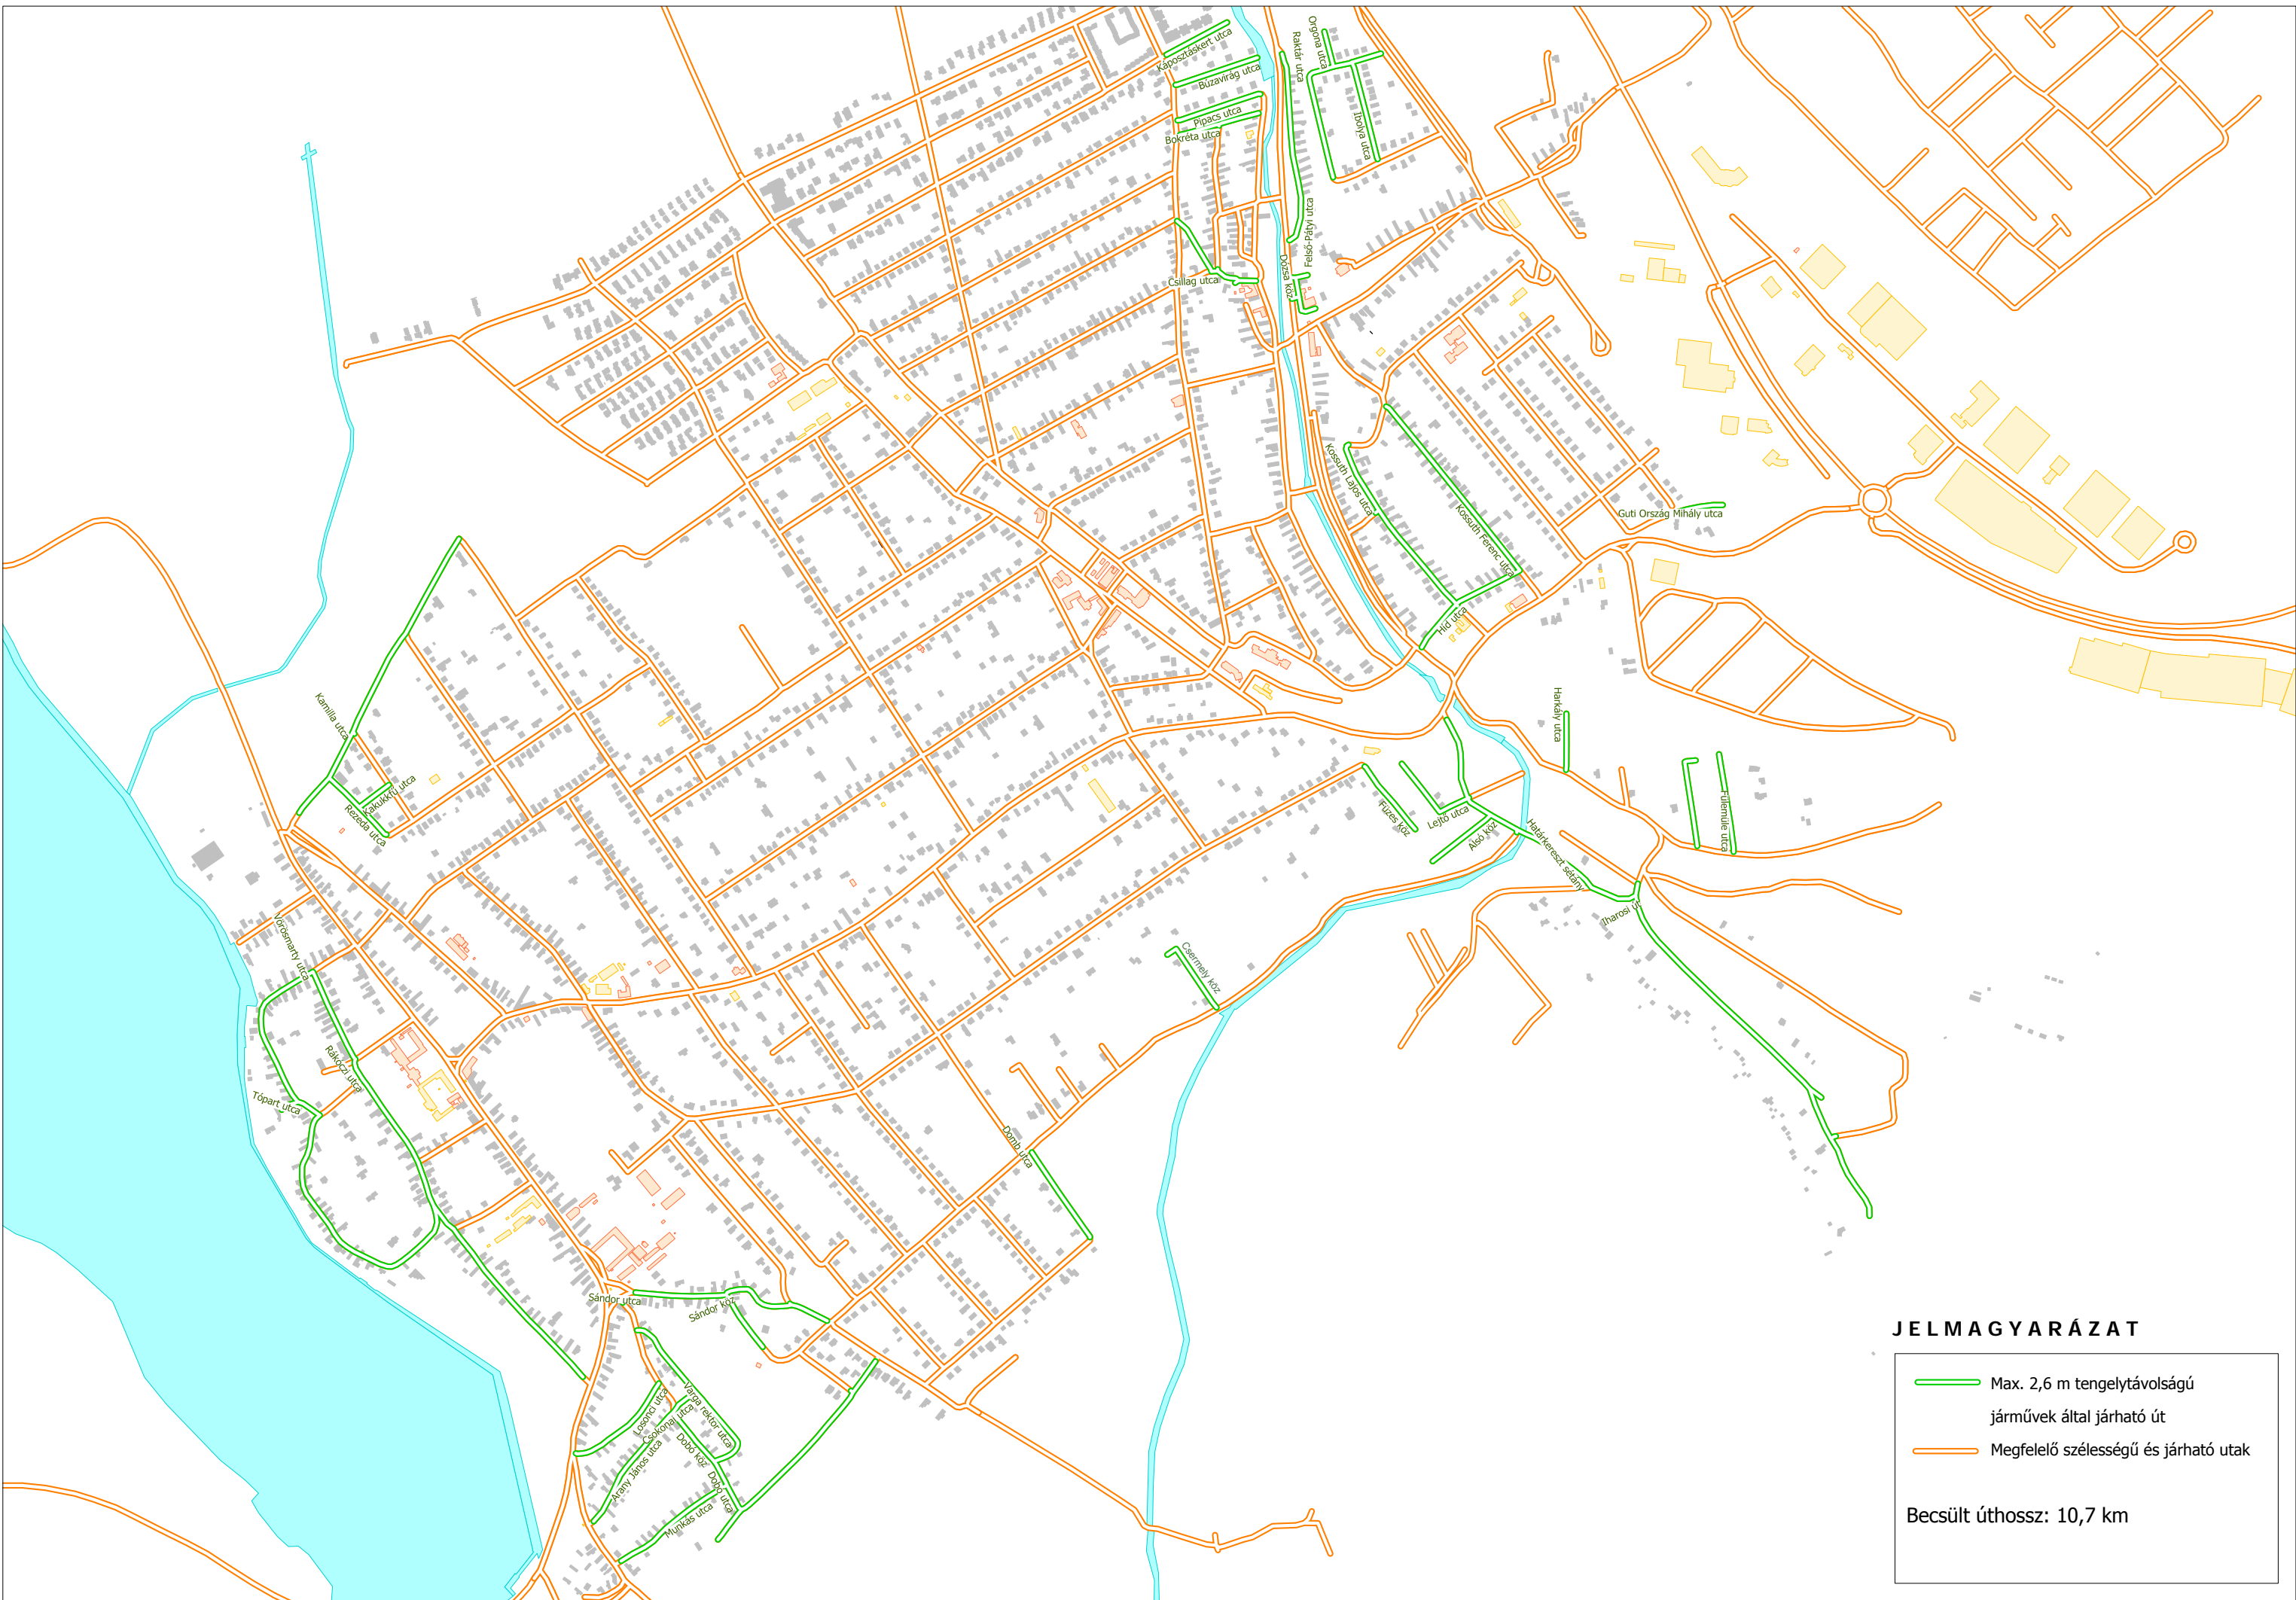 Káposztáskert utca
Búzavirág utca
Pipacs utca
Bokréta utca
Raktár utca
Orgona utca
Ibolya utca
Felső-Pátyi utca
Dózsa köz
Csillag utca
Kossuth Lajos utca
Kossuth Ferenc utca
Guti Ország Mihály utca
Híd utca
Kamilla utca
Kakukkfű utca
Rezeda utca
Harkály utca
Fülemüle utca
Füzes köz
Lejtő utca
Alsó köz
Határkereszt sétány
Iharosi út
Vörösmarty utca
Csermely köz
Rákóczi utca
Tópart utca
Domb utca
Sándor utca
Sándor köz
Varga rektor utca
Losonci utca
Csokonai utca
Arany János utca
Dobó köz
Dobó utca
Munkás utca
JELMAGYARÁZAT
Max. 2,6 m tengelytávolságú
járművek által járható út
Megfelelő szélességű és járható utak
Becsült úthossz: 10,7 km